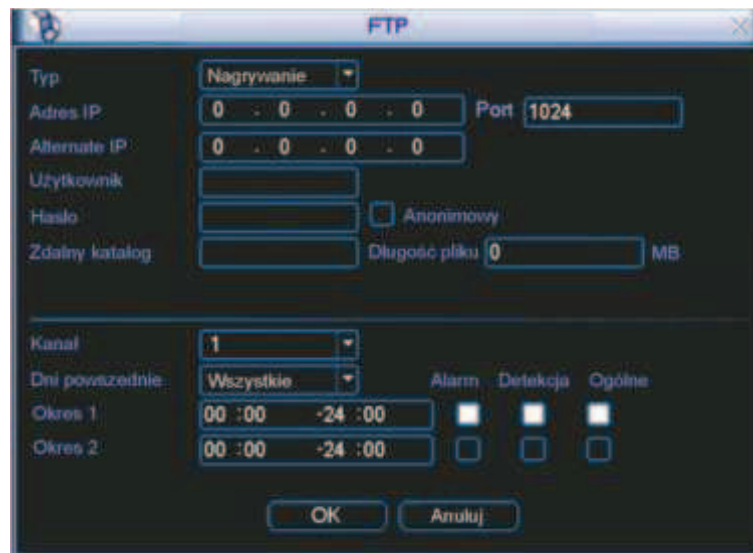 FTP
Typ Nagrywanie
Adres IP 0 . 0 . 0 . 0 Port 1024
Alternate IP 0 . 0 . 0 . 0
Użytkownik
Hasło Anonimowy
Zdalny katalog Długość pliku 0 MB
Kanał 1
Dni powszednie Wszystkie Alarm Detekcja Ogólne
Okres 1 00 :00 -24 :00
Okres 2 00 :00 -24 :00
OK Anuluj